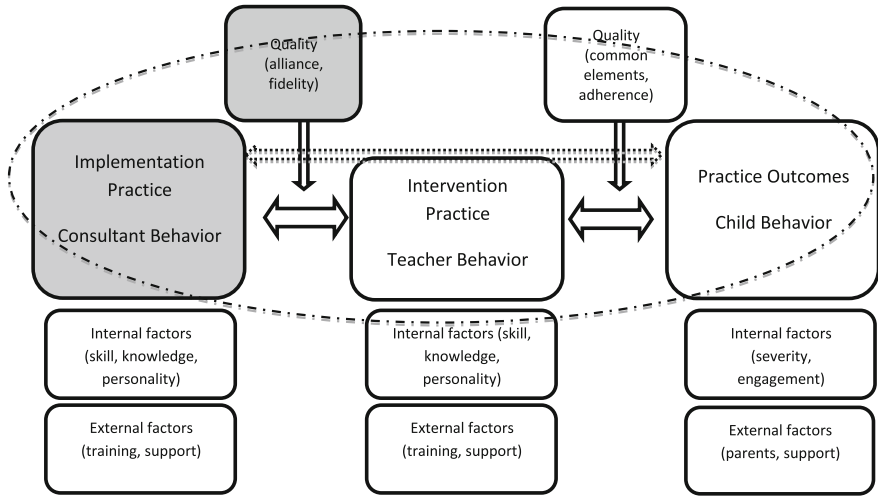 Quality
(alliance,
fidelity)
Quality
(common
elements,
adherence)
Implementation
Practice
Consultant Behavior
Intervention
Practice
Teacher Behavior
Practice Outcomes
Child Behavior
Internal factors
(skill, knowledge,
personality)
Internal factors (skill,
knowledge,
personality)
Internal factors
(severity,
engagement)
External factors
(training, support)
External factors
(training, support)
External factors
(parents, support)